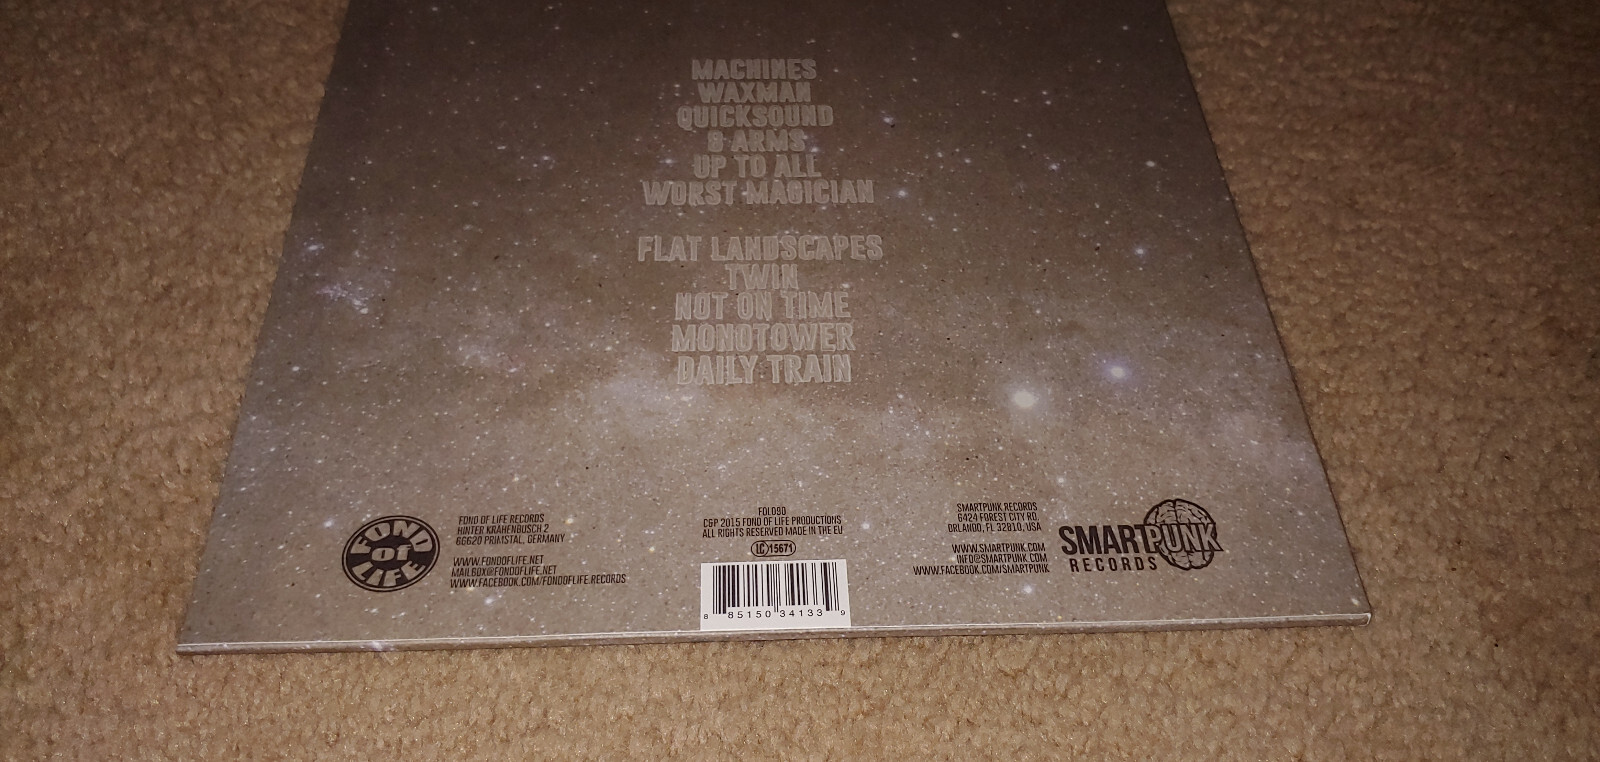 MACHINES
WAXMAN
QUICKSOUND
8 ARMS
UP TO ALL
WORST MAGICIAN
FLAT LANDSCAPES
TWIN
NOT ON TIME
MONOTOWER
DAILY TRAIN
FOND of LIFE
FOND OF LIFE RECORDS
HINTER KRÄHENBUSCH 2
66620 PRIMSTAL, GERMANY
WWW.FONDOFLIFE.NET
MAILBOX@FONDOFLIFE.NET
WWW.FACEBOOK.COM/FONDOFLIFE.RECORDS
FOL090
C&P 2015 FOND OF LIFE PRODUCTIONS
ALL RIGHTS RESERVED MADE IN THE EU
LC 15671
8 85150 34133 9
SMARTPUNK RECORDS
6424 FOREST CITY RD.
ORLANDO, FL 32810, USA
WWW.SMARTPUNK.COM
INFO@SMARTPUNK.COM
WWW.FACEBOOK.COM/SMARTPUNK
SMARTPUNK
RECORDS